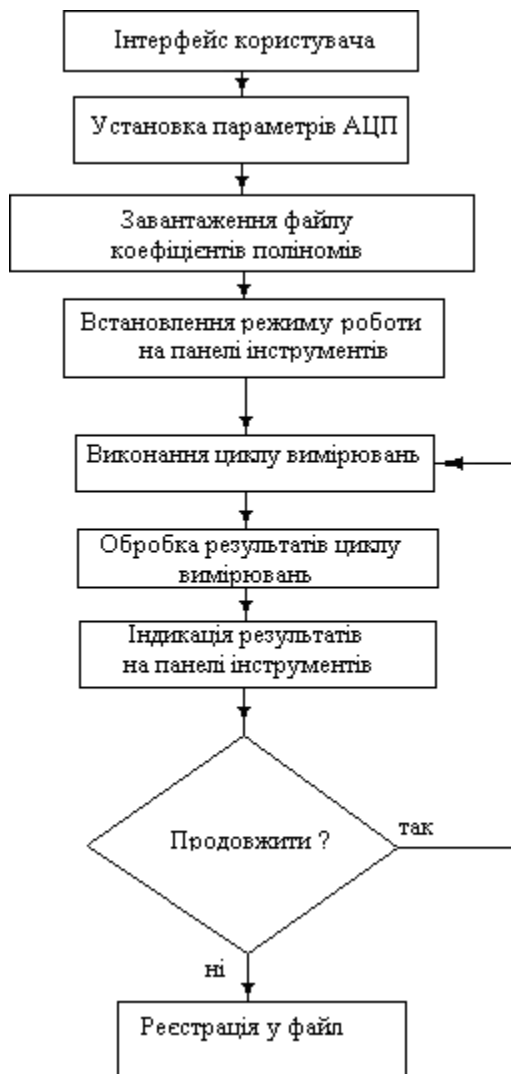 Інтерфейс користувача
Установка параметрів АЦП
Завантаження файлу
коефіцієнтів поліномів
Встановлення режиму роботи
на панелі інструментів
Виконання циклу вимірювань
Обробка результатів циклу
вимірювань
Індикація результатів
на панелі інструментів
Продовжити ?
так
ні
Реєстрація у файл